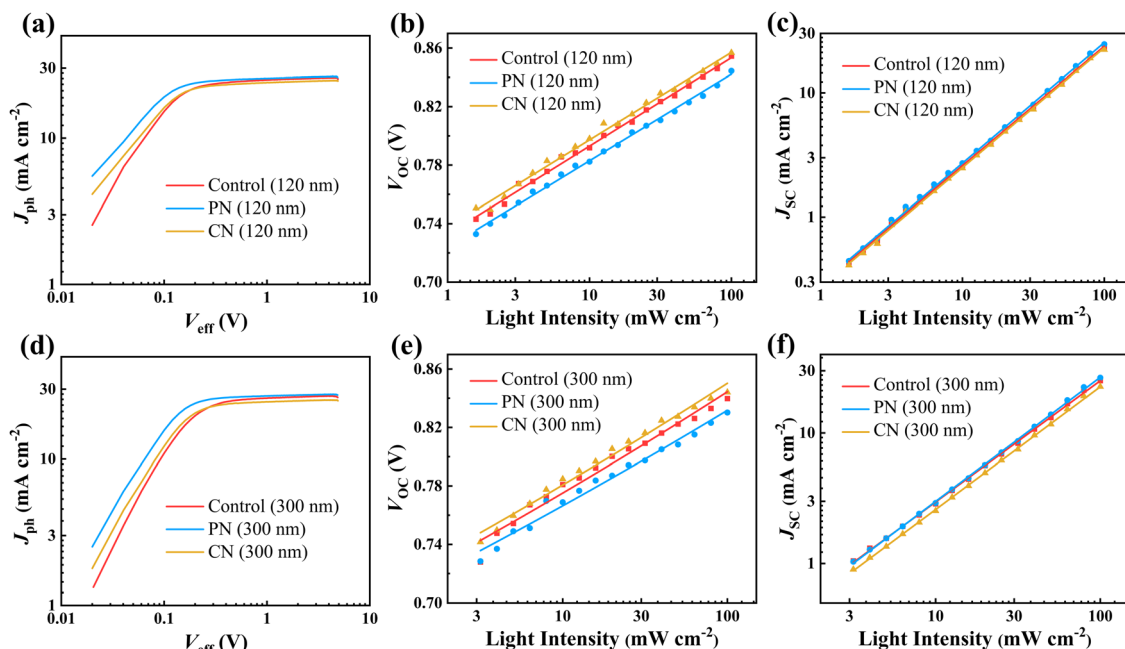 (a)
30
10
3
1
J_ph (mA cm⁻²)
Control (120 nm)
PN (120 nm)
CN (120 nm)
0.01
0.1
1
10
V_eff (V)
(b)
0.86
0.82
0.78
0.74
0.70
V_OC (V)
Control (120 nm)
PN (120 nm)
CN (120 nm)
1
3
10
30
100
Light Intensity (mW cm⁻²)
(c)
10
3
1
0.3
J_SC (mA cm⁻²)
Control (120 nm)
PN (120 nm)
CN (120 nm)
1
3
10
30
100
Light Intensity (mW cm⁻²)
(d)
30
10
3
1
J_ph (mA cm⁻²)
Control (300 nm)
PN (300 nm)
CN (300 nm)
0.01
0.1
1
10
V_eff (V)
(e)
0.86
0.82
0.78
0.74
0.70
V_OC (V)
Control (300 nm)
PN (300 nm)
CN (300 nm)
3
10
30
100
Light Intensity (mW cm⁻²)
(f)
30
10
3
1
J_SC (mA cm⁻²)
Control (300 nm)
PN (300 nm)
CN (300 nm)
3
10
30
100
Light Intensity (mW cm⁻²)